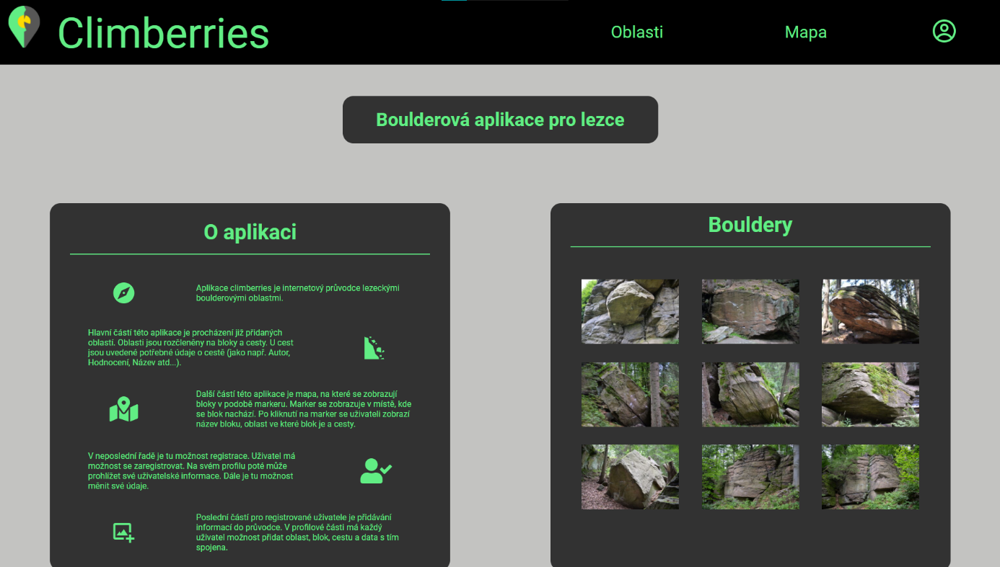 Climberries
Oblasti
Mapa
Boulderová aplikace pro lezce
O aplikaci
Aplikace climberries je internetový průvodce lezeckými
boulderovými oblastmi.
Hlavní částí této aplikace je procházení již přidaných
oblastí. Oblasti jsou rozčleněny na bloky a cesty. U cest
jsou uvedené potřebné údaje o cestě (jako např. Autor,
Hodnocení, Název atd...).
Další částí této aplikace je mapa, na které se zobrazují
bloky v podobě markeru. Marker se zobrazuje v místě, kde
se blok nachází. Po kliknutí na marker se uživateli zobrazí
název bloku, oblast ve které blok je a cesty.
V neposlední řadě je tu možnost registrace. Uživatel má
možnost se zaregistrovat. Na svém profilu poté může
prohlížet své uživatelské informace. Dále je tu možnost
měnit své údaje.
Poslední částí pro registrované uživatele je přidávání
informací do průvodce. V profilové části má každý
uživatel možnost přidat oblast, blok, cestu a data s tím
spojena.
Bouldery